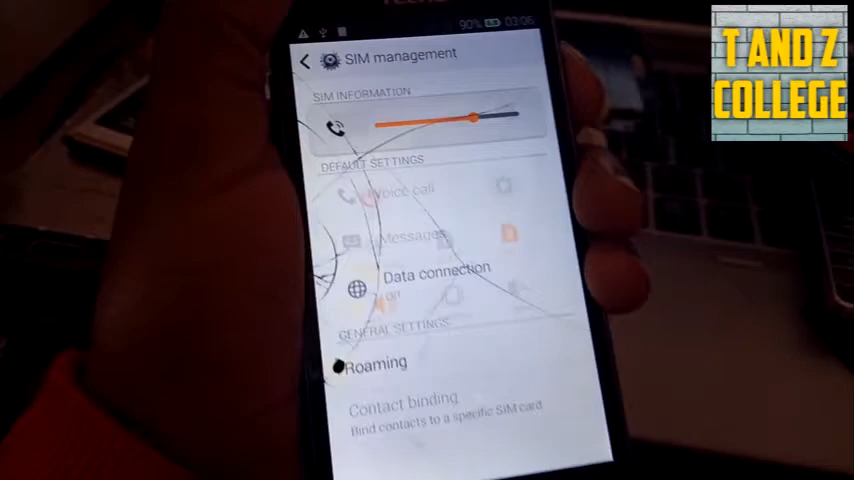 90% 03:06
SIM management
SIM INFORMATION
DEFAULT SETTINGS
Voice call
Messages
Data connection
Off
GENERAL SETTINGS
Roaming
Contact binding
Bind contacts to a specific SIM card
T AND Z
COLLEGE